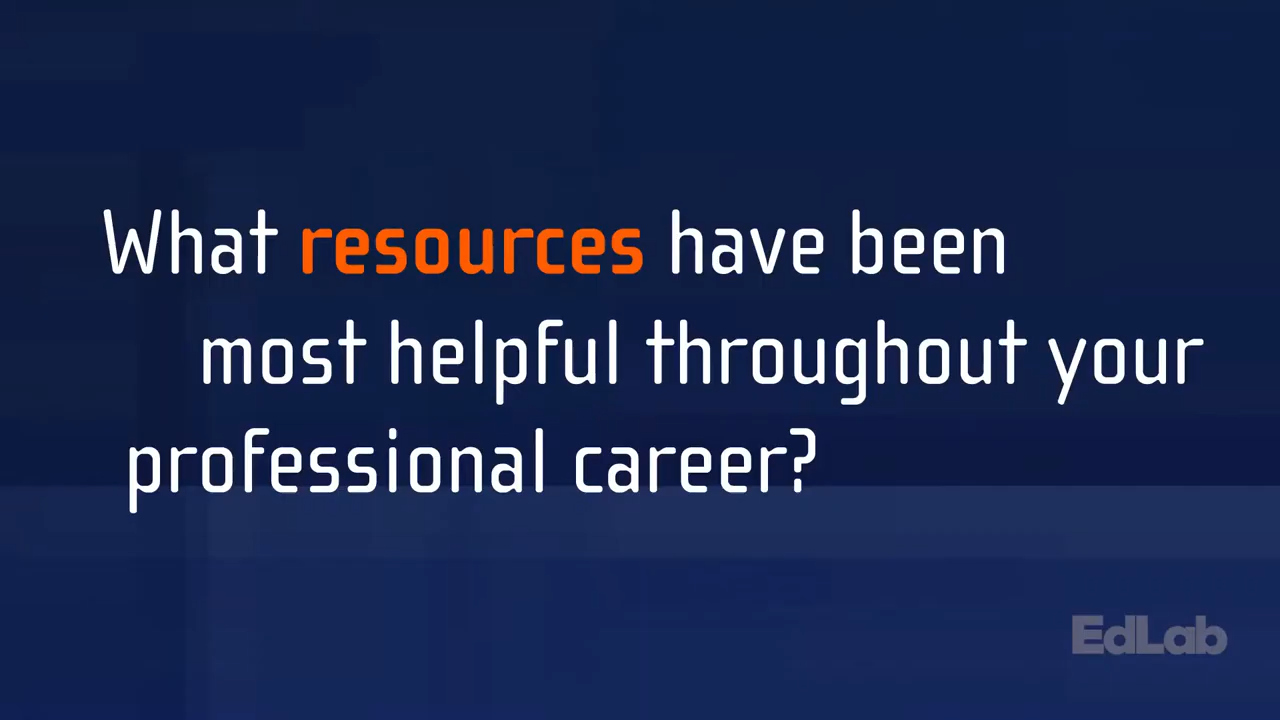 What resources have been
most helpful throughout your
professional career?
EdLab